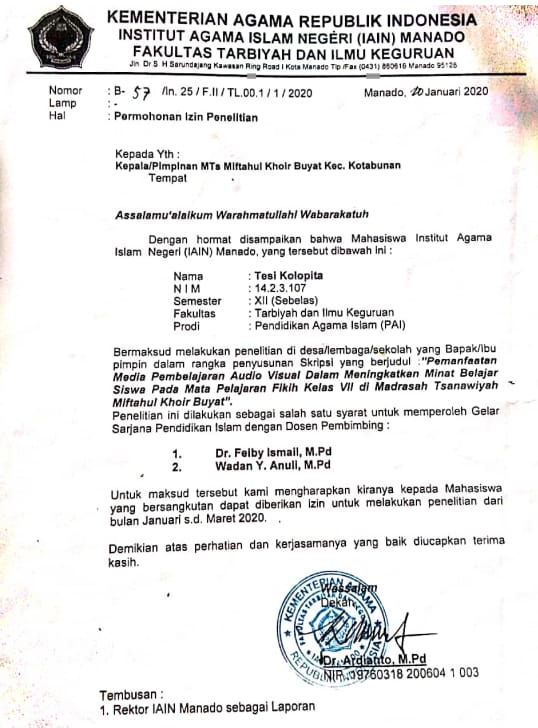 KEMENTERIAN AGAMA REPUBLIK INDONESIA
INSTITUT AGAMA ISLAM NEGERI (IAIN) MANADO
FAKULTAS TARBIYAH DAN ILMU KEGURUAN
Jln. Dr.S. H Sarundajang Kawasan Ring Road I Kota Manado Tlp /Fax (0431) 860616 Manado 95126
Nomor : B- 57 /In. 25 / F.II / TL.00.1 / 1 / 2020 Manado, 20 Januari 2020
Lamp : -
Hal : Permohonan Izin Penelitian
Kepada Yth :
Kepala/Pimpinan MTs Miftahul Khoir Buyat Kec. Kotabunan
Tempat
Assalamu'alaikum Warahmatullahi Wabarakatuh
Dengan hormat disampaikan bahwa Mahasiswa Institut Agama
Islam Negeri (IAIN) Manado, yang tersebut dibawah ini :
Nama : Tesi Kolopita
N I M : 14.2.3.107
Semester : XII (Sebelas)
Fakultas : Tarbiyah dan Ilmu Keguruan
Prodi : Pendidikan Agama Islam (PAI)
Bermaksud melakukan penelitian di desa/lembaga/sekolah yang Bapak/Ibu
pimpin dalam rangka penyusunan Skripsi yang berjudul :"Pemanfaatan
Media Pembelajaran Audio Visual Dalam Meningkatkan Minat Belajar
Siswa Pada Mata Pelajaran Fikih Kelas VII di Madrasah Tsanawiyah
Miftahul Khoir Buyat".
Penelitian ini dilakukan sebagai salah satu syarat untuk memperoleh Gelar
Sarjana Pendidikan Islam dengan Dosen Pembimbing :
1. Dr. Feiby Ismail, M.Pd
2. Wadan Y. Anuli, M.Pd
Untuk maksud tersebut kami mengharapkan kiranya kepada Mahasiswa
yang bersangkutan dapat diberikan izin untuk melakukan penelitian dari
bulan Januari s.d. Maret 2020.
Demikian atas perhatian dan kerjasamanya yang baik diucapkan terima
kasih.
Wassalam
Dekan
KEMENTERIAN AGAMA
REPUBLIK INDONESIA
Dr. Ardianto, M.Pd
NIP. 19760318 200604 1 003
Tembusan :
1. Rektor IAIN Manado sebagai Laporan